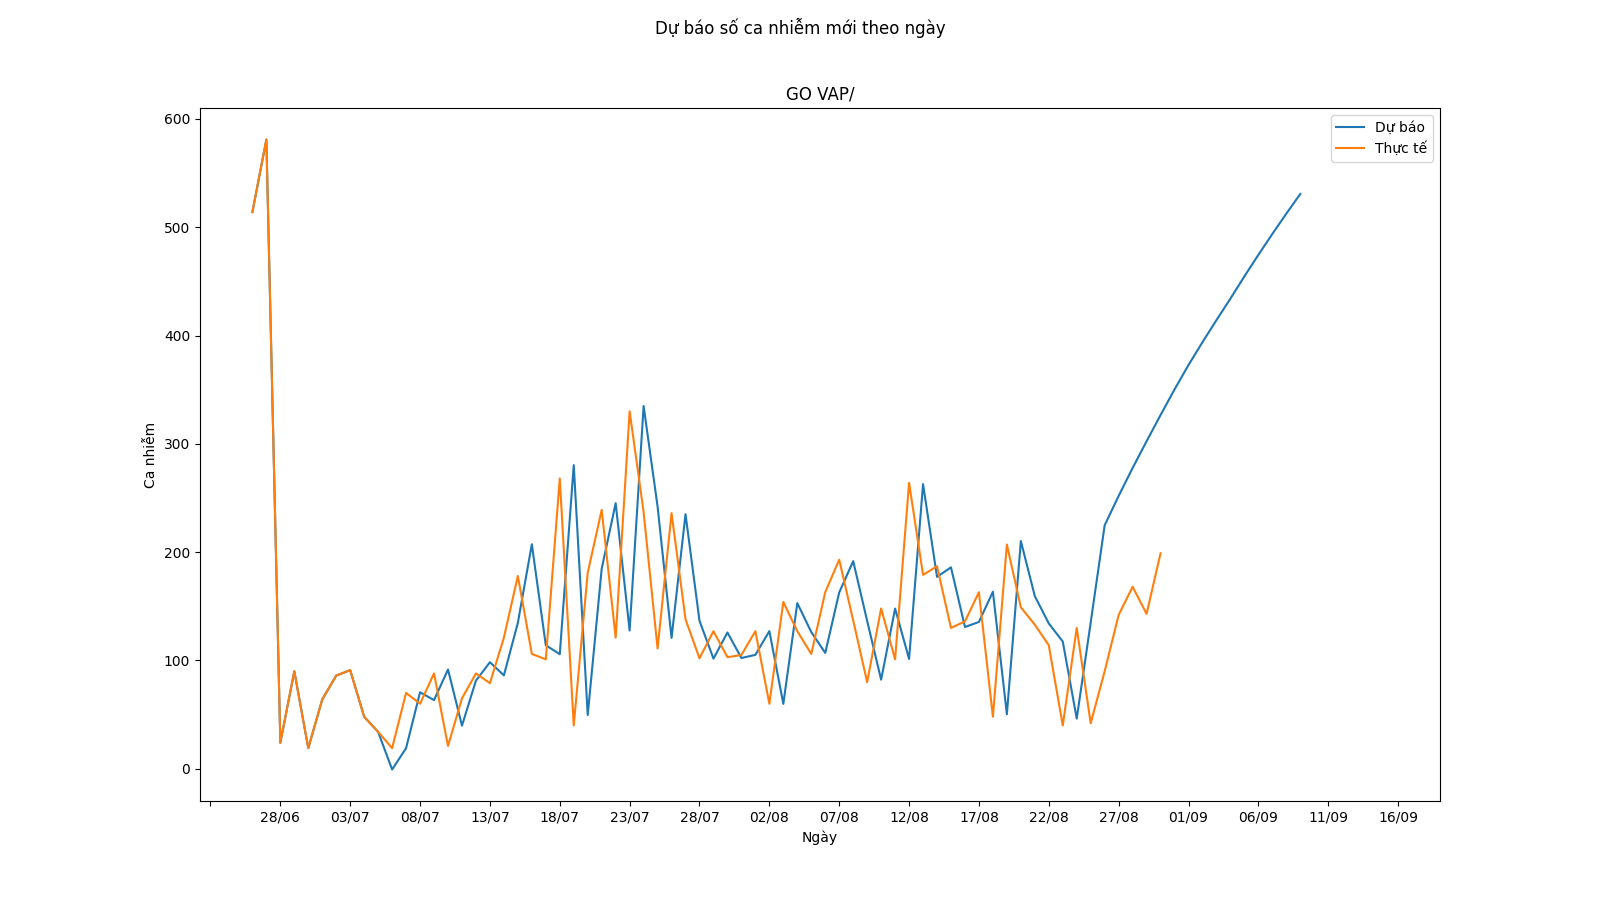 Dự báo số ca nhiễm mới theo ngày
GO VAP/
Dự báo
Thực tế
600
500
400
300
200
100
0
Ca nhiễm
28/06 03/07 08/07 13/07 18/07 23/07 28/07 02/08 07/08 12/08 17/08 22/08 27/08 01/09 06/09 11/09 16/09
Ngày